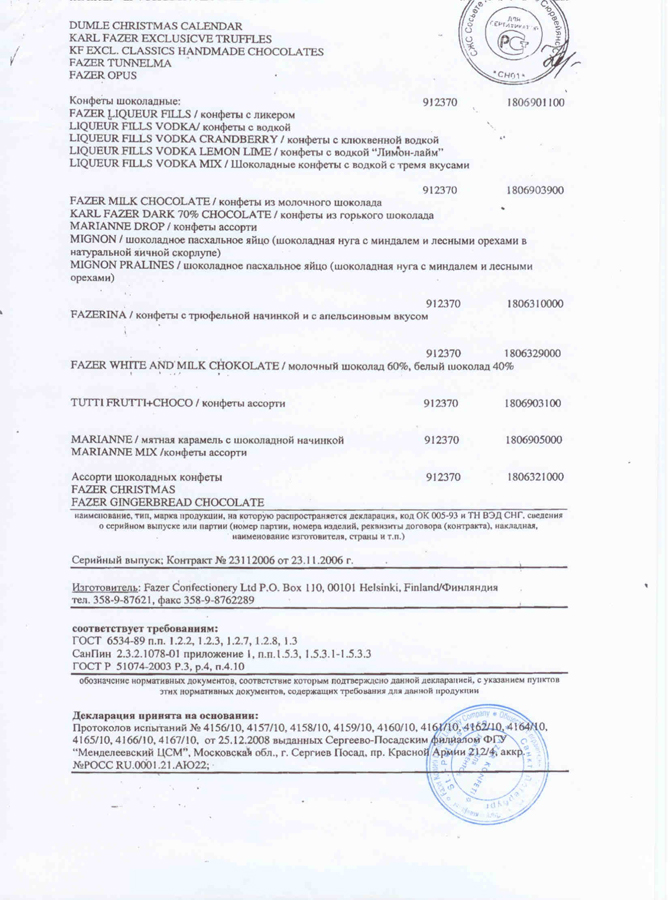 DUMLE CHRISTMAS CALENDAR
KARL FAZER EXCLUSICVE TRUFFLES
KF EXCL. CLASSICS HANDMADE CHOCOLATES
FAZER TUNNELMA
FAZER OPUS
ДЛЯ
СЖС
РС
*СН01*
Конфеты шоколадные: 912370 1806901100
FAZER LIQUEUR FILLS / конфеты с ликером
LIQUEUR FILLS VODKA/ конфеты с водкой
LIQUEUR FILLS VODKA CRANDBERRY / конфеты с клюквенной водкой
LIQUEUR FILLS VODKA LEMON LIME / конфеты с водкой "Лимон-лайм"
LIQUEUR FILLS VODKA MIX / Шоколадные конфеты с водкой с тремя вкусами
912370 1806903900
FAZER MILK CHOCOLATE / конфеты из молочного шоколада
KARL FAZER DARK 70% CHOCOLATE / конфеты из горького шоколада
MARIANNE DROP / конфеты ассорти
MIGNON / шоколадное пасхальное яйцо (шоколадная нуга с миндалем и лесными орехами в
натуральной яичной скорлупе)
MIGNON PRALINES / шоколадное пасхальное яйцо (шоколадная нуга с миндалем и лесными
орехами)
912370 1806310000
FAZERINA / конфеты с трюфельной начинкой и с апельсиновым вкусом
912370 1806329000
FAZER WHITE AND MILK CHOKOLATE / молочный шоколад 60%, белый шоколад 40%
TUTTI FRUTTI+CHOCO / конфеты ассорти 912370 1806903100
MARIANNE / мятная карамель с шоколадной начинкой 912370 1806905000
MARIANNE MIX /конфеты ассорти
Ассорти шоколадных конфеты 912370 1806321000
FAZER CHRISTMAS
FAZER GINGERBREAD CHOCOLATE
наименование, тип, марка продукции, на которую распространяется декларация, код ОК 005-93 и ТН ВЭД СНГ, сведения
о серийном выпуске или партии (номер партии, номера изделий, реквизиты договора (контракта), накладная,
наименование изготовителя, страны и т.п.)
Серийный выпуск; Контракт № 23112006 от 23.11.2006 г.
Изготовитель: Fazer Confectionery Ltd P.O. Box 110, 00101 Helsinki, Finland/Финляндия
тел. 358-9-87621, факс 358-9-8762289
соответствует требованиям:
ГОСТ 6534-89 п.п. 1.2.2, 1.2.3, 1.2.7, 1.2.8, 1.3
СанПин 2.3.2.1078-01 приложение 1, п.п.1.5.3, 1.5.3.1-1.5.3.3
ГОСТ Р 51074-2003 Р.3, р.4, п.4.10
обозначение нормативных документов, соответствие которым подтверждено данной декларацией, с указанием пунктов
этих нормативных документов, содержащих требования для данной продукции
Декларация принята на основании:
Протоколов испытаний № 4156/10, 4157/10, 4158/10, 4159/10, 4160/10, 4161/10, 4162/10, 4164/10,
4165/10, 4166/10, 4167/10, от 25.12.2008 выданных Сергеево-Посадским филиалом ФГУ
"Менделеевский ЦСМ", Московская обл., г. Сергиев Посад, пр. Красной Армии 212/4, аккр.
№РОСС RU.0001.21.АЮ22;